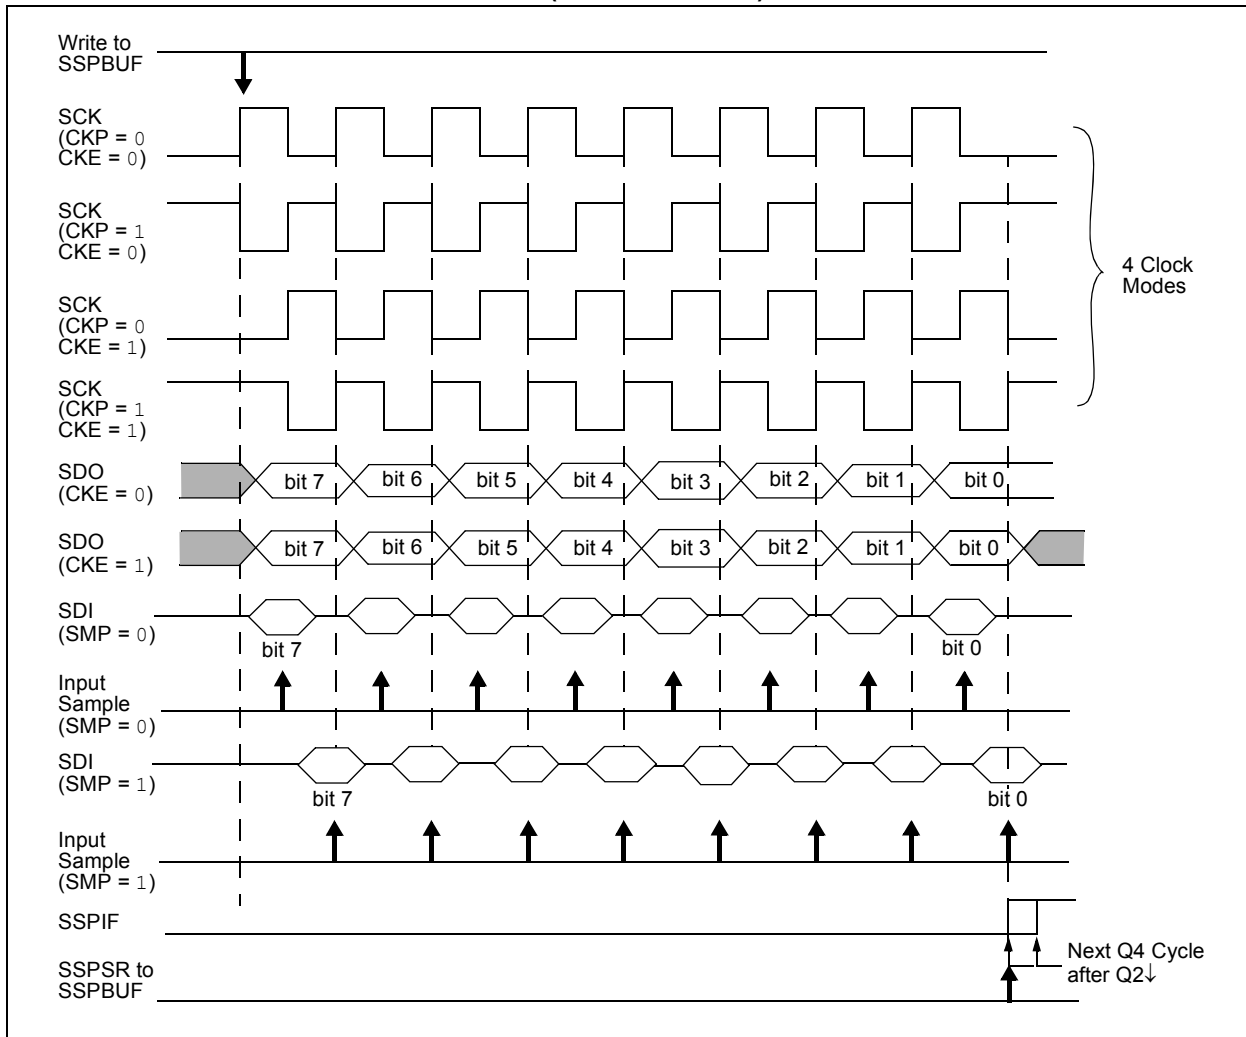 Write to
SSPBUF
SCK
(CKP = 0
CKE = 0)
SCK
(CKP = 1
CKE = 0)
4 Clock
Modes
SCK
(CKP = 0
CKE = 1)
SCK
(CKP = 1
CKE = 1)
SDO
(CKE = 0)
bit 7 bit 6 bit 5 bit 4 bit 3 bit 2 bit 1 bit 0
SDO
(CKE = 1)
bit 7 bit 6 bit 5 bit 4 bit 3 bit 2 bit 1 bit 0
SDI
(SMP = 0)
bit 7 bit 0
Input
Sample
(SMP = 0)
SDI
(SMP = 1)
bit 7 bit 0
Input
Sample
(SMP = 1)
SSPIF
Next Q4 Cycle
after Q2↓
SSPSR to
SSPBUF